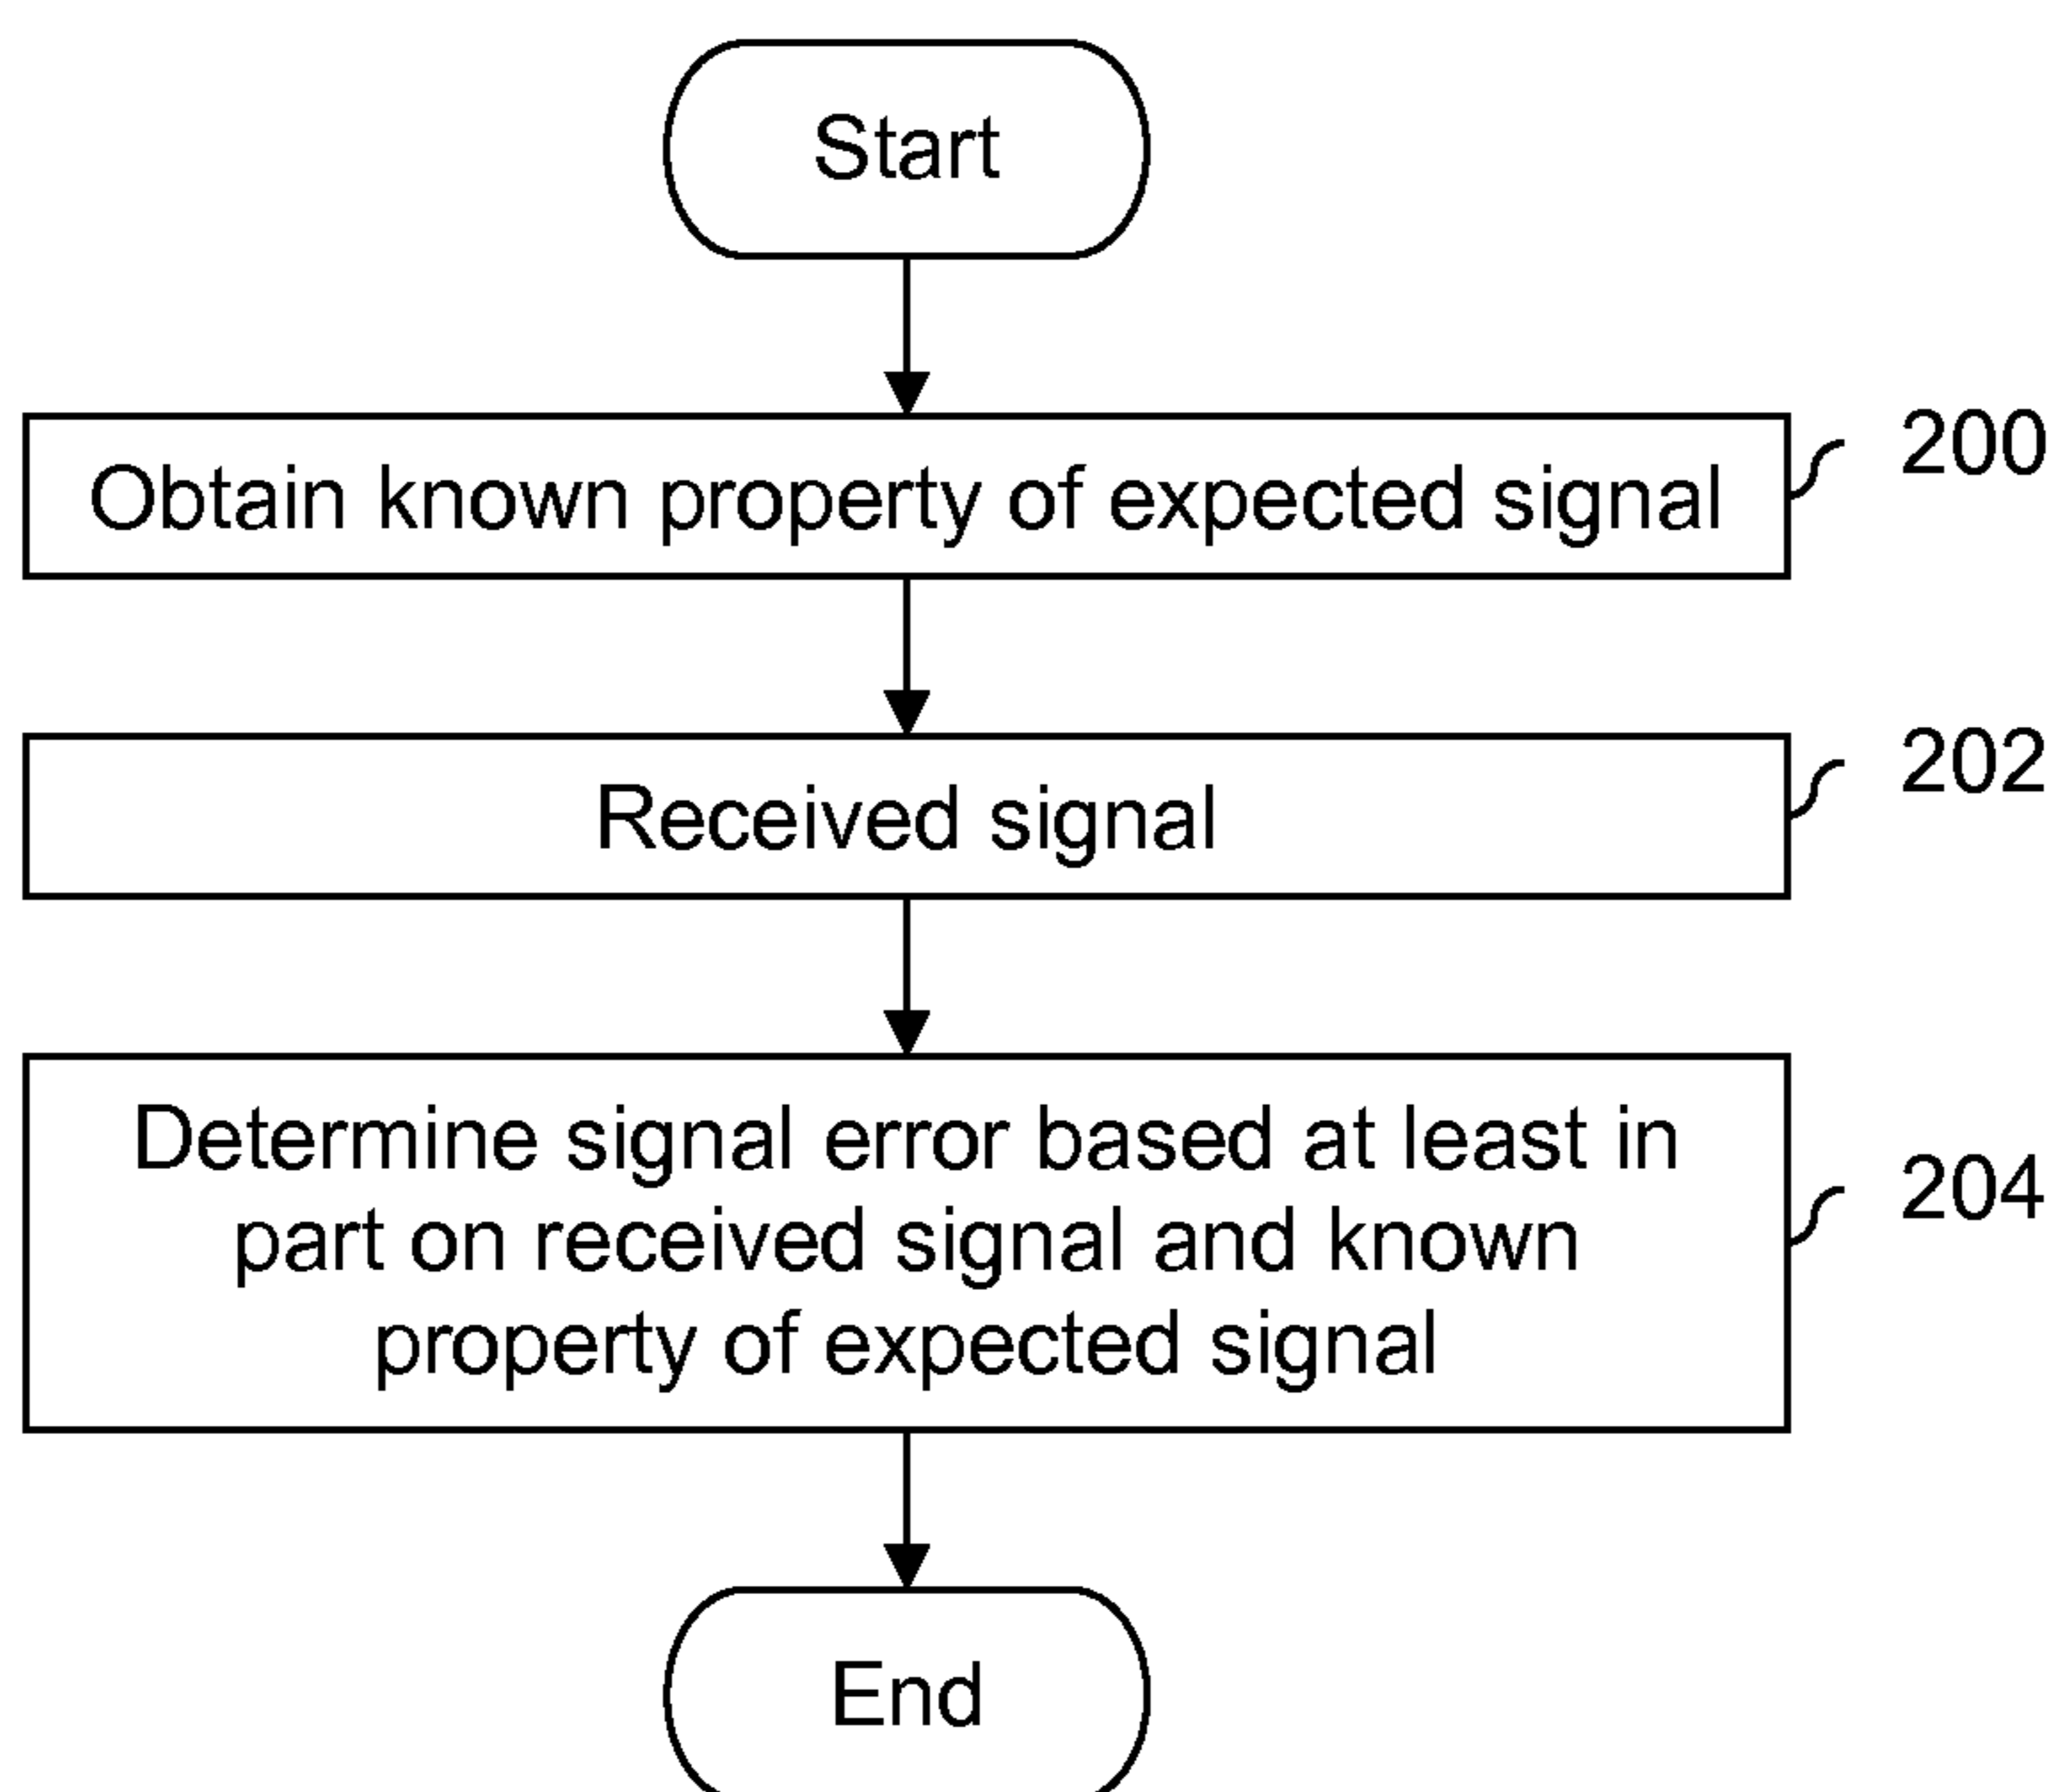 Start
Obtain known property of expected signal
200
Received signal
202
Determine signal error based at least in
part on received signal and known
property of expected signal
204
End